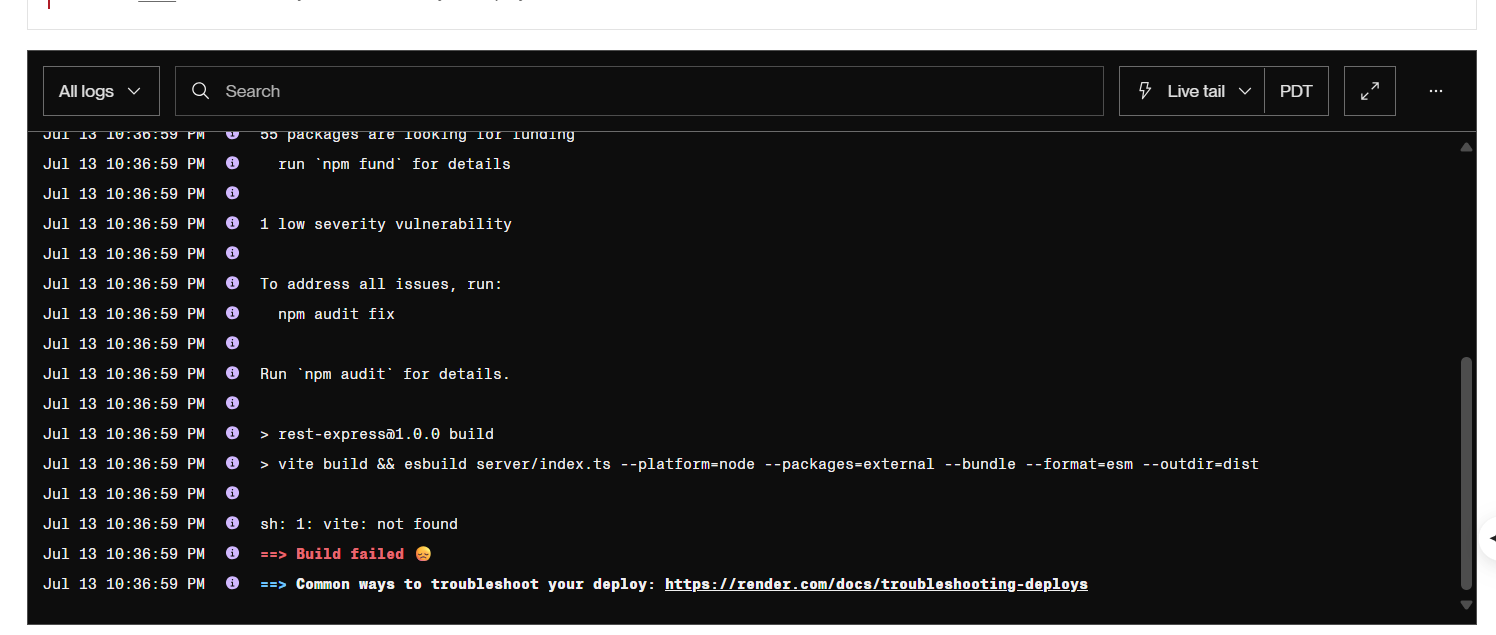 All logs
Search
Live tail
PDT
Jul 13 10:36:59 PM 55 packages are looking for funding
Jul 13 10:36:59 PM run `npm fund` for details
Jul 13 10:36:59 PM
Jul 13 10:36:59 PM 1 low severity vulnerability
Jul 13 10:36:59 PM
Jul 13 10:36:59 PM To address all issues, run:
Jul 13 10:36:59 PM npm audit fix
Jul 13 10:36:59 PM
Jul 13 10:36:59 PM Run `npm audit` for details.
Jul 13 10:36:59 PM
Jul 13 10:36:59 PM > rest-express@1.0.0 build
Jul 13 10:36:59 PM > vite build && esbuild server/index.ts --platform=node --packages=external --bundle --format=esm --outdir=dist
Jul 13 10:36:59 PM
Jul 13 10:36:59 PM sh: 1: vite: not found
Jul 13 10:36:59 PM ==> Build failed 😞
Jul 13 10:36:59 PM ==> Common ways to troubleshoot your deploy: https://render.com/docs/troubleshooting-deploys